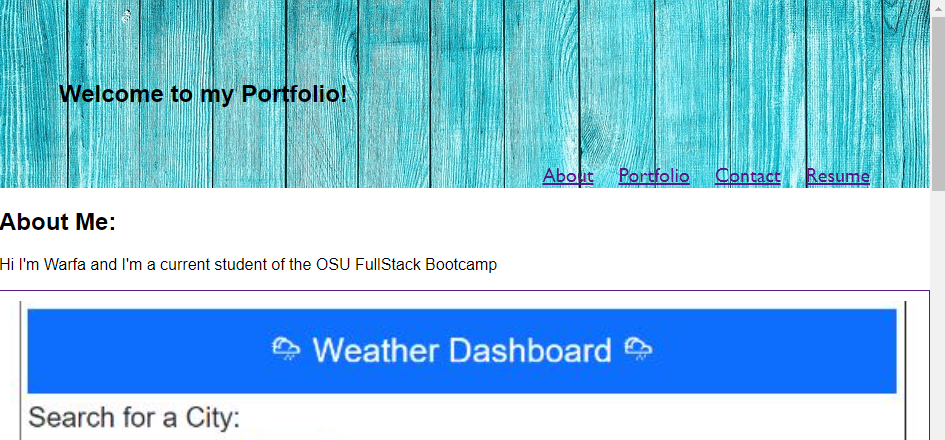 Welcome to my Portfolio!
About Portfolio Contact Resume
About Me:
Hi I'm Warfa and I'm a current student of the OSU FullStack Bootcamp
Weather Dashboard
Search for a City: